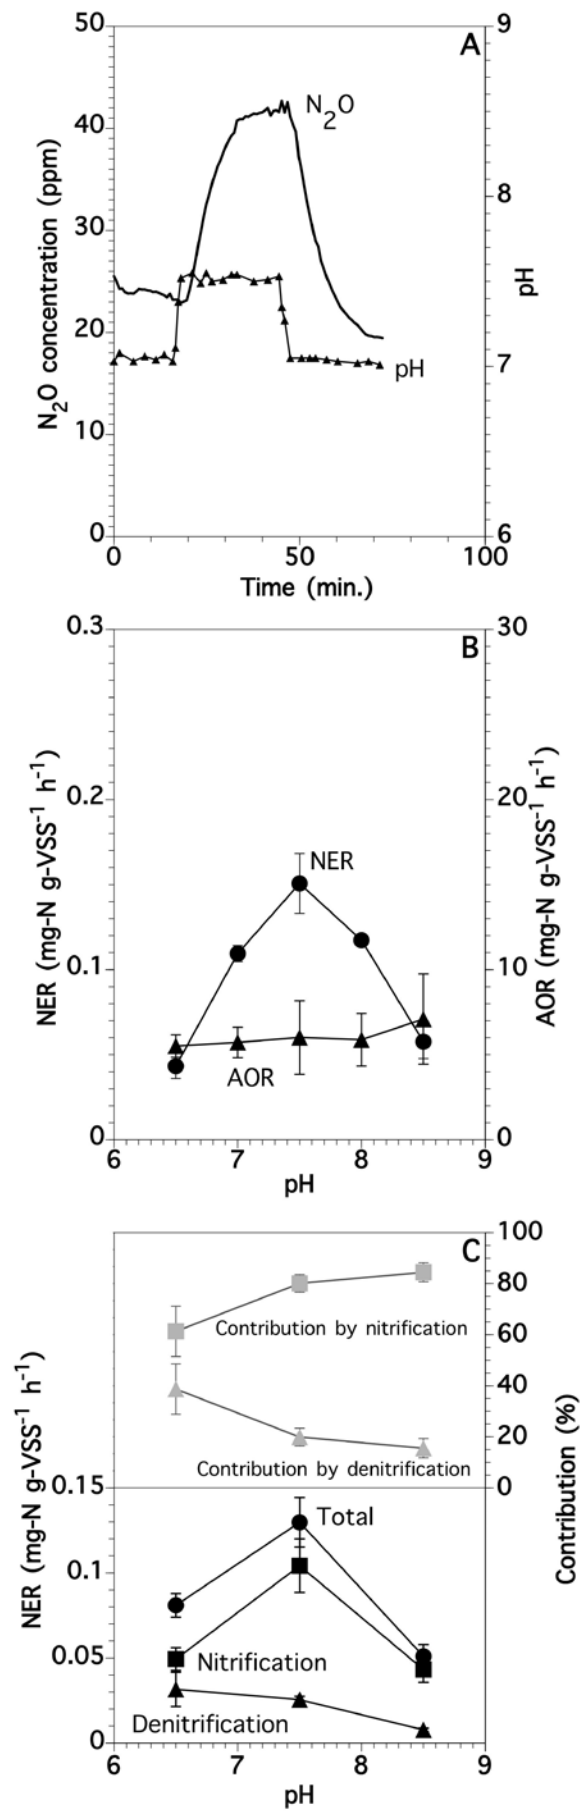 A
50
40
30
20
10
0
N2O concentration (ppm)
9
8
7
6
pH
N2O
pH
0
50
100
Time (min.)
B
0.3
0.2
0.1
0
NER (mg-N g-VSS-1 h-1)
30
20
10
0
AOR (mg-N g-VSS-1 h-1)
NER
AOR
6
7
8
9
pH
C
100
80
60
40
20
0
Contribution (%)
Contribution by nitrification
Contribution by denitrification
0.15
0.1
0.05
0
NER (mg-N g-VSS-1 h-1)
Total
Nitrification
Denitrification
6
7
8
9
pH